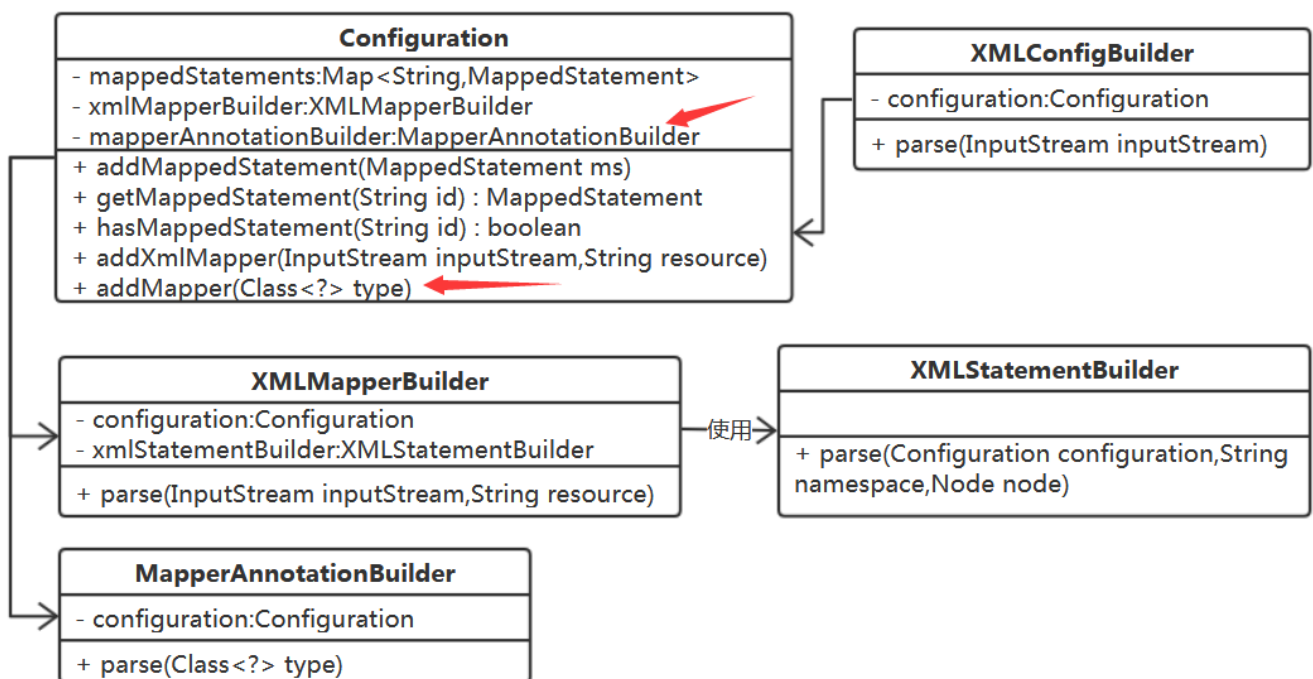 Configuration
- mappedStatements:Map<String,MappedStatement>
- xmlMapperBuilder:XMLMapperBuilder
- mapperAnnotationBuilder:MapperAnnotationBuilder
+ addMappedStatement(MappedStatement ms)
+ getMappedStatement(String id) : MappedStatement
+ hasMappedStatement(String id) : boolean
+ addXmlMapper(InputStream inputStream,String resource)
+ addMapper(Class<?> type)
XMLConfigBuilder
- configuration:Configuration
+ parse(InputStream inputStream)
XMLMapperBuilder
- configuration:Configuration
- xmlStatementBuilder:XMLStatementBuilder
+ parse(InputStream inputStream,String resource)
使用
XMLStatementBuilder
+ parse(Configuration configuration,String
namespace,Node node)
MapperAnnotationBuilder
- configuration:Configuration
+ parse(Class<?> type)